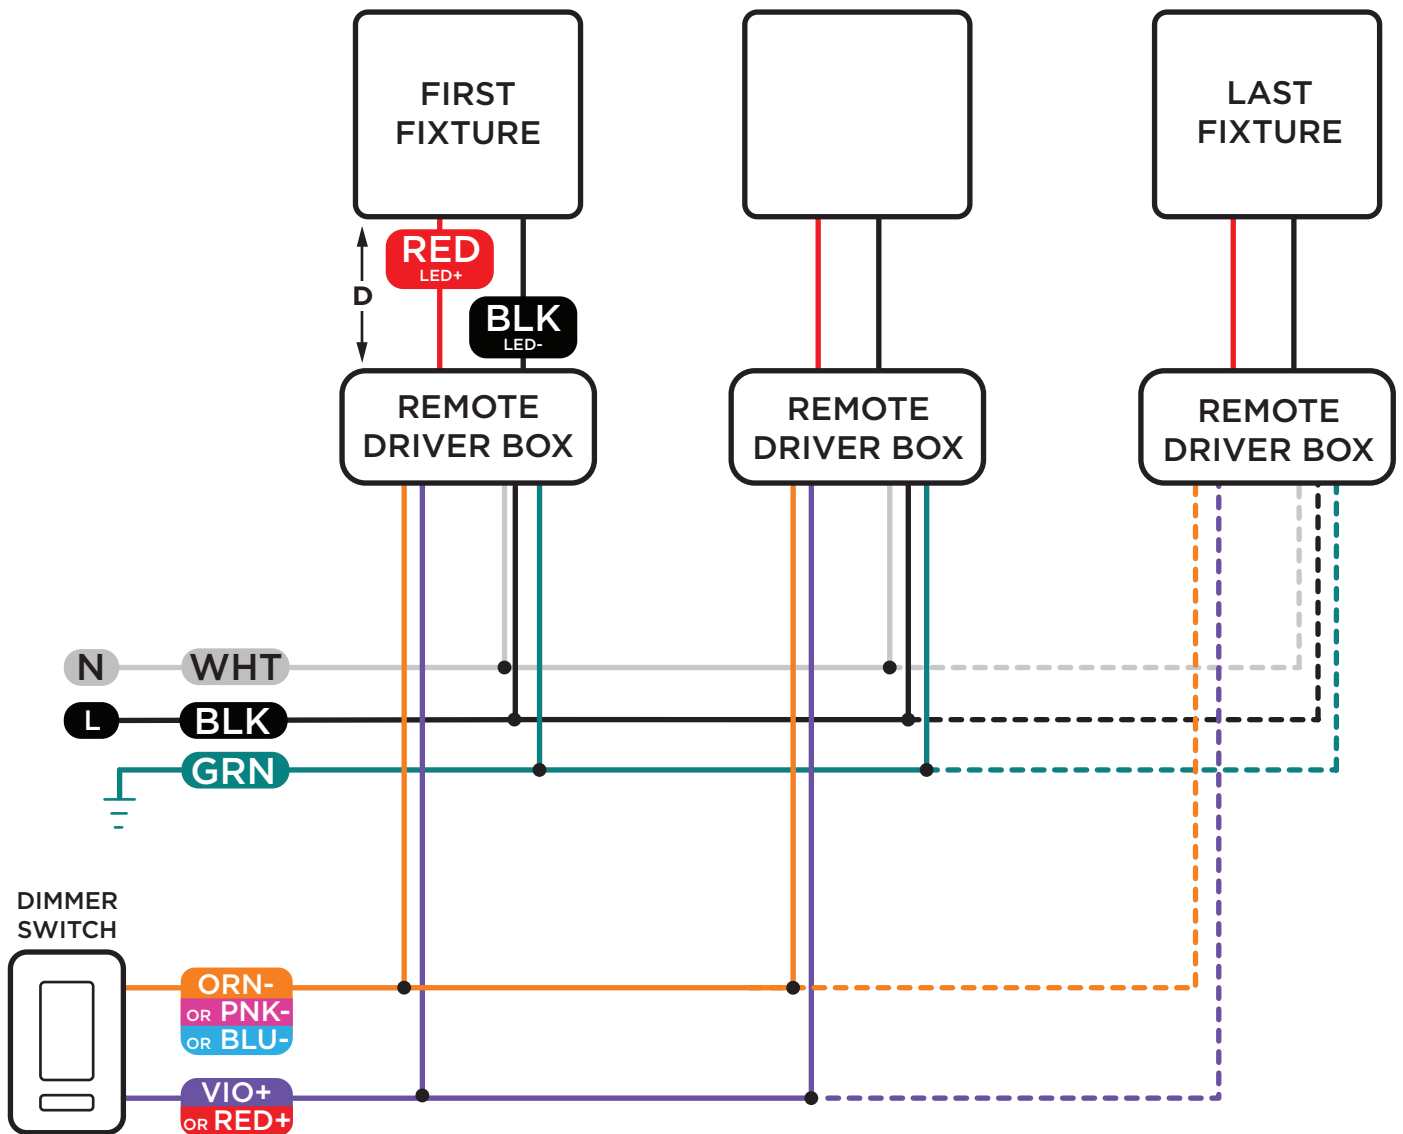 FIRST
FIXTURE
LAST
FIXTURE
RED
LED+
D
BLK
LED-
REMOTE
DRIVER BOX
REMOTE
DRIVER BOX
REMOTE
DRIVER BOX
N
WHT
L
BLK
GRN
DIMMER
SWITCH
ORN-
OR PNK-
OR BLU-
VIO+
OR RED+